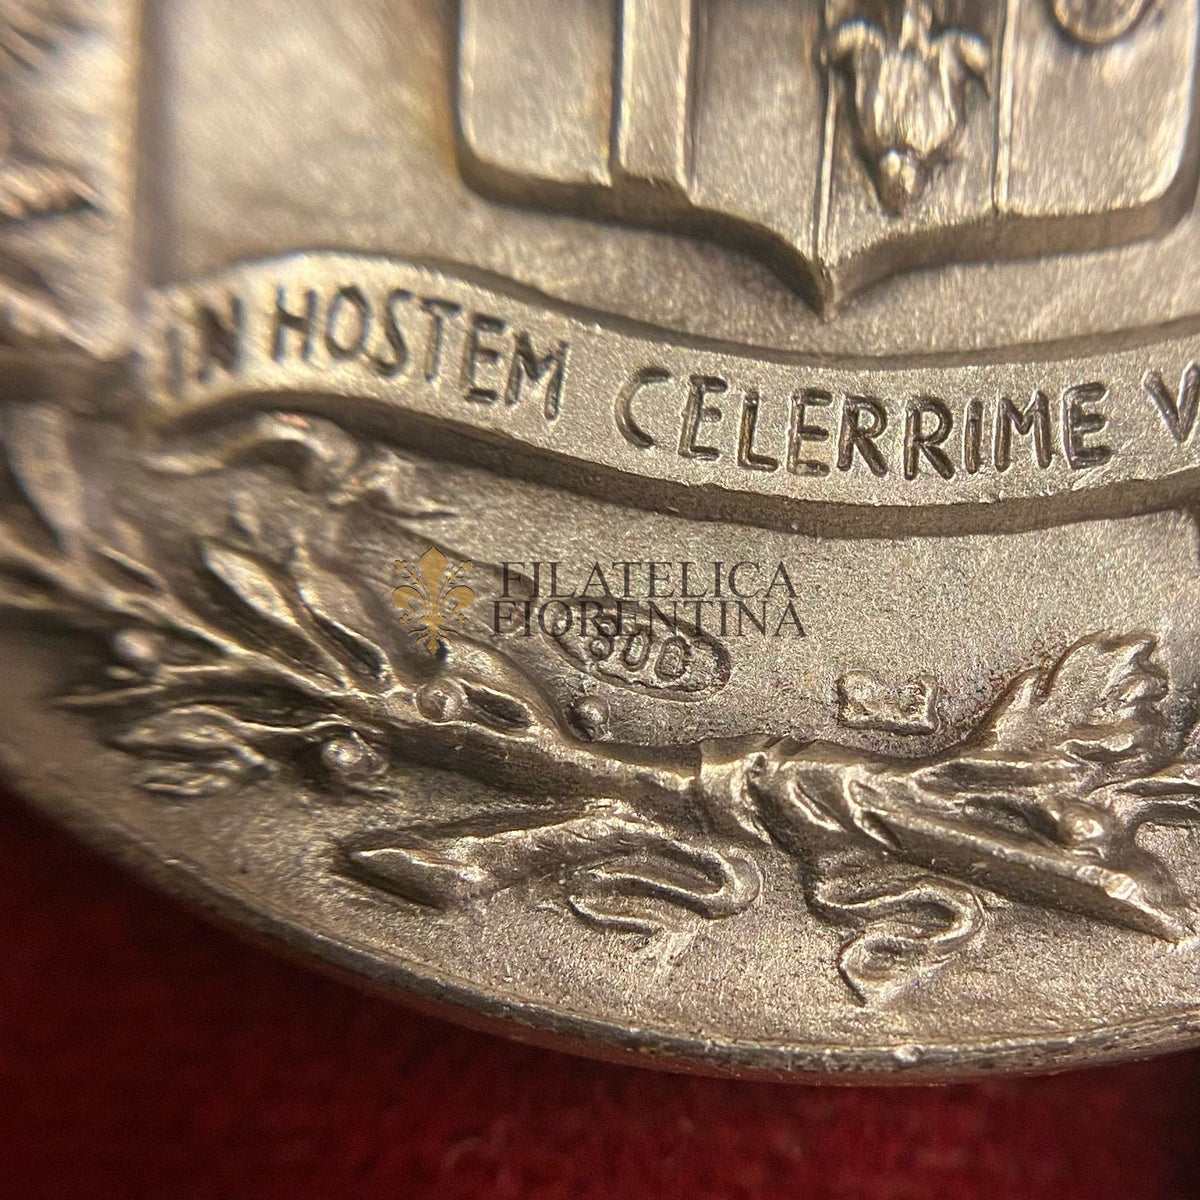 IN HOSTEM CELERRIME V
FILATELICA
FIORENTINA
800